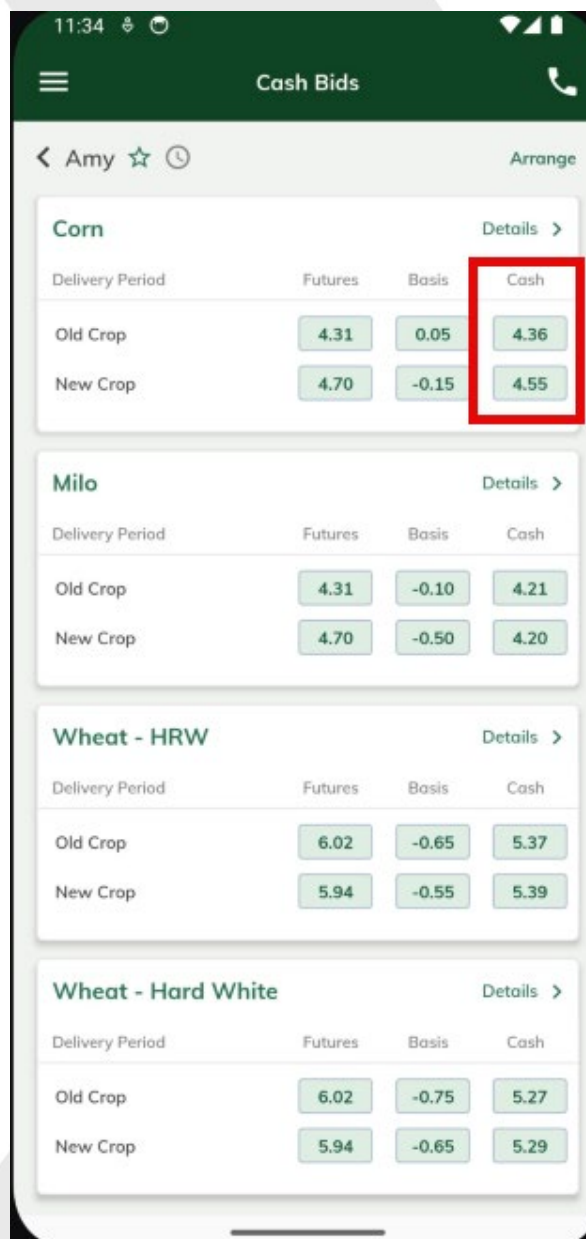 11:34
Cash Bids
Amy
Arrange
Corn Details
Delivery Period Futures Basis Cash
Old Crop 4.31 0.05 4.36
New Crop 4.70 -0.15 4.55
Milo Details
Delivery Period Futures Basis Cash
Old Crop 4.31 -0.10 4.21
New Crop 4.70 -0.50 4.20
Wheat - HRW Details
Delivery Period Futures Basis Cash
Old Crop 6.02 -0.65 5.37
New Crop 5.94 -0.55 5.39
Wheat - Hard White Details
Delivery Period Futures Basis Cash
Old Crop 6.02 -0.75 5.27
New Crop 5.94 -0.65 5.29